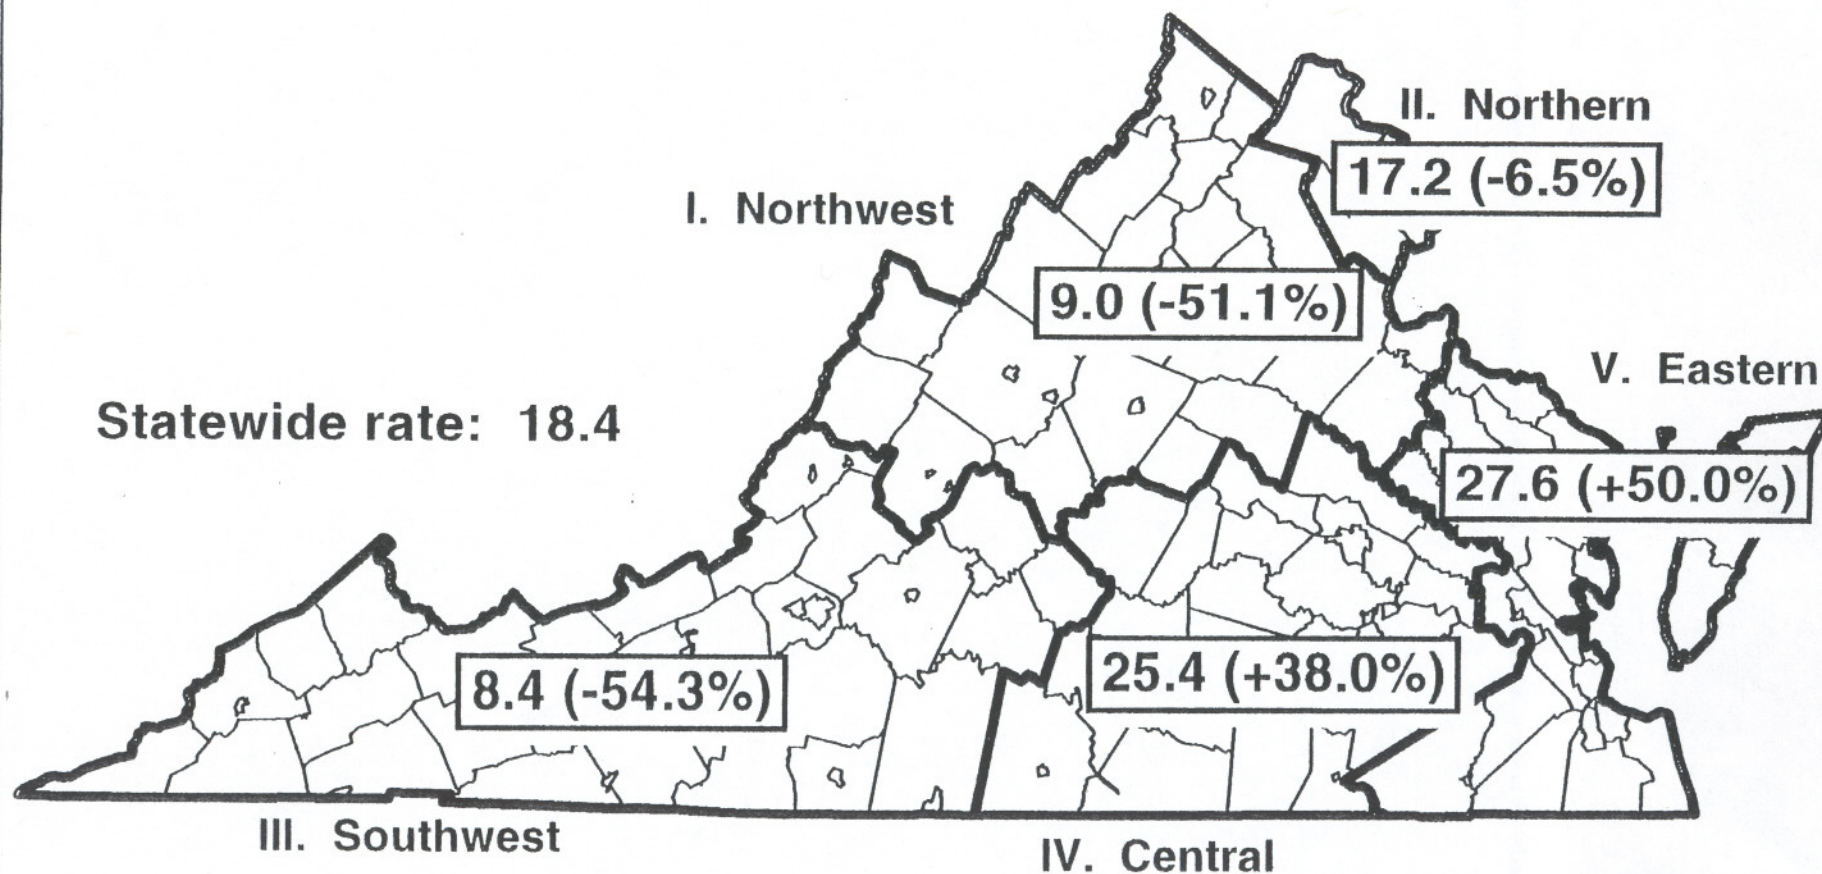 II. Northern
17.2 (-6.5%)
I. Northwest
9.0 (-51.1%)
V. Eastern
Statewide rate: 18.4
27.6 (+50.0%)
8.4 (-54.3%)
25.4 (+38.0%)
III. Southwest
IV. Central